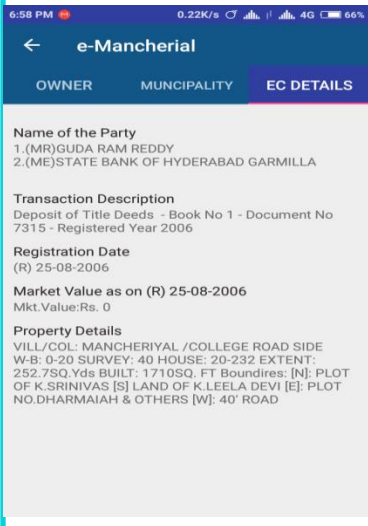 6:58 PM 0.22K/s 4G 66%
← e-Mancherial
OWNER MUNCIPALITY EC DETAILS
Name of the Party
1.(MR)GUDA RAM REDDY
2.(ME)STATE BANK OF HYDERABAD GARMILLA
Transaction Description
Deposit of Title Deeds - Book No 1 - Document No
7315 - Registered Year 2006
Registration Date
(R) 25-08-2006
Market Value as on (R) 25-08-2006
Mkt.Value:Rs. 0
Property Details
VILL/COL: MANCHERIYAL /COLLEGE ROAD SIDE
W-B: 0-20 SURVEY: 40 HOUSE: 20-232 EXTENT:
252.7SQ.Yds BUILT: 1710SQ. FT Boundires: [N]: PLOT
OF K.SRINIVAS [S] LAND OF K.LEELA DEVI [E]: PLOT
NO.DHARMAIAH & OTHERS [W]: 40' ROAD